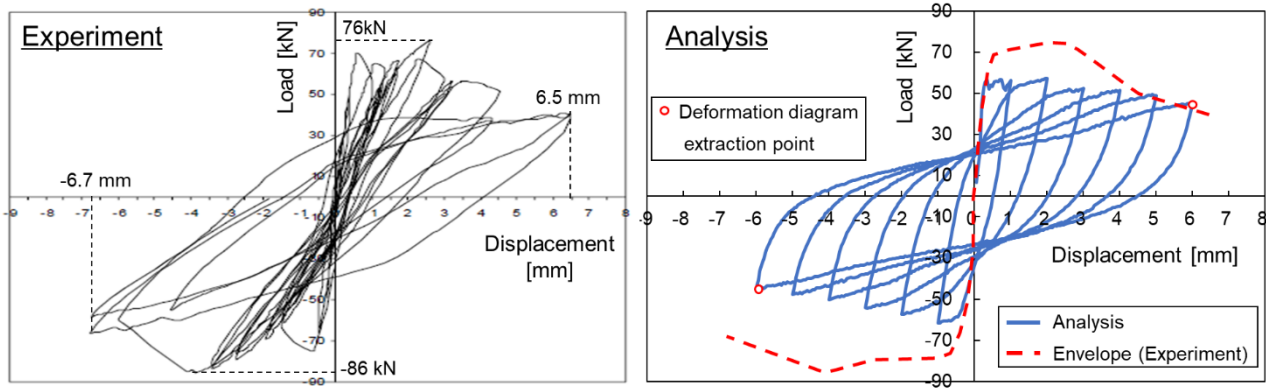 Experiment
90
76kN
70
50
30
10
-10
-30
-50
-70
-90
Load [kN]
6.5 mm
-6.7 mm
-86 kN
-9 -8 -7 -6 -5 -4 -3 -2 -1 0 1 2 3 4 5 6 7 8
Displacement
[mm]
Analysis
90
70
50
30
10
-10
-30
-50
-70
-90
Load [kN]
Deformation diagram
extraction point
-9 -8 -7 -6 -5 -4 -3 -2 -1 0 1 2 3 4 5 6 7 8
Displacement [mm]
Analysis
Envelope (Experiment)